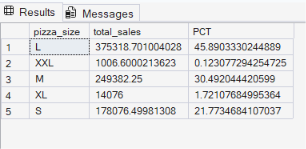 Results Messages
pizza_size total_sales PCT
1 L 375318.701004028 45.8903330244889
2 XXL 1006.6000213623 0.123077294254725
3 M 249382.25 30.492044420599
4 XL 14076 1.72107684995364
5 S 178076.49981308 21.7734684107037